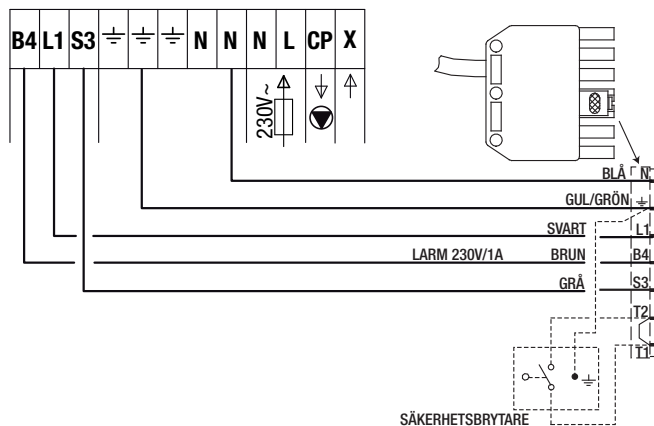 B4 L1 S3 N N N L CP X
230V~
BLÅ N
GUL/GRÖN
SVART L1
LARM 230V/1A BRUN B4
GRÅ S3
T2
T1
SÄKERHETSBRYTARE